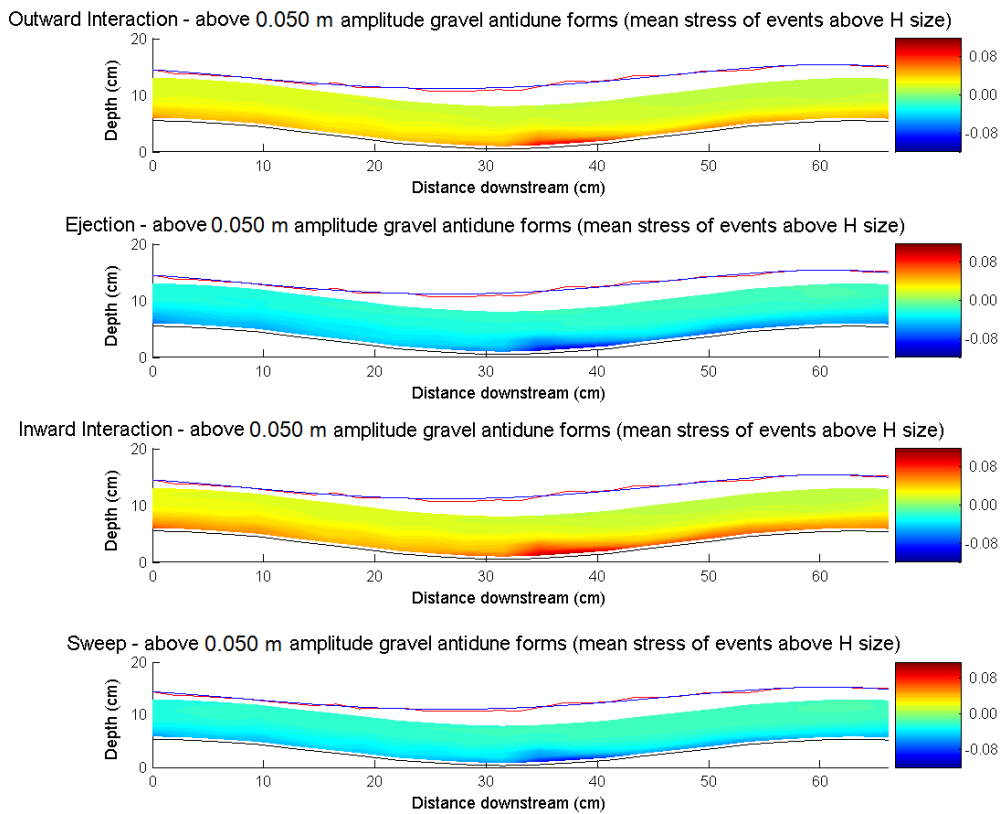 Outward Interaction - above 0.050 m amplitude gravel antidune forms (mean stress of events above H size)
20
10
0
Depth (cm)
0 10 20 30 40 50 60
Distance downstream (cm)
0.08
0.00
-0.08
Ejection - above 0.050 m amplitude gravel antidune forms (mean stress of events above H size)
20
10
0
Depth (cm)
0 10 20 30 40 50 60
Distance downstream (cm)
0.08
0.00
-0.08
Inward Interaction - above 0.050 m amplitude gravel antidune forms (mean stress of events above H size)
20
10
0
Depth (cm)
0 10 20 30 40 50 60
Distance downstream (cm)
0.08
0.00
-0.08
Sweep - above 0.050 m amplitude gravel antidune forms (mean stress of events above H size)
20
10
0
Depth (cm)
0 10 20 30 40 50 60
Distance downstream (cm)
0.08
0.00
-0.08